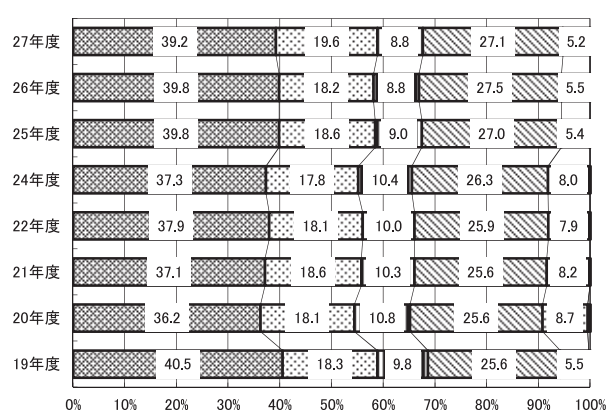 27年度 39.2 19.6 8.8 27.1 5.2
26年度 39.8 18.2 8.8 27.5 5.5
25年度 39.8 18.6 9.0 27.0 5.4
24年度 37.3 17.8 10.4 26.3 8.0
22年度 37.9 18.1 10.0 25.9 7.9
21年度 37.1 18.6 10.3 25.6 8.2
20年度 36.2 18.1 10.8 25.6 8.7
19年度 40.5 18.3 9.8 25.6 5.5
0% 10% 20% 30% 40% 50% 60% 70% 80% 90% 100%